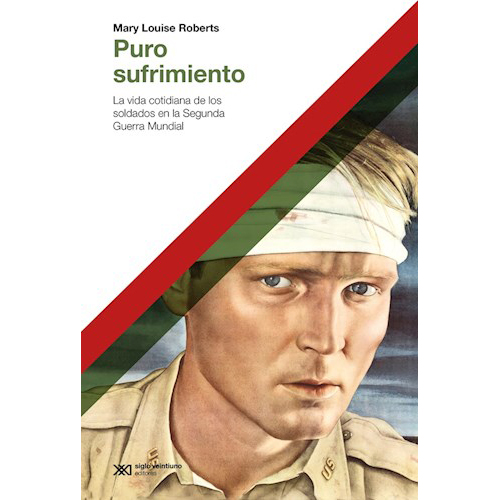 Mary Louise Roberts
Puro
sufrimiento
La vida cotidiana de los
soldados en la Segunda
Guerra Mundial
siglo veintiuno
editores
U.S